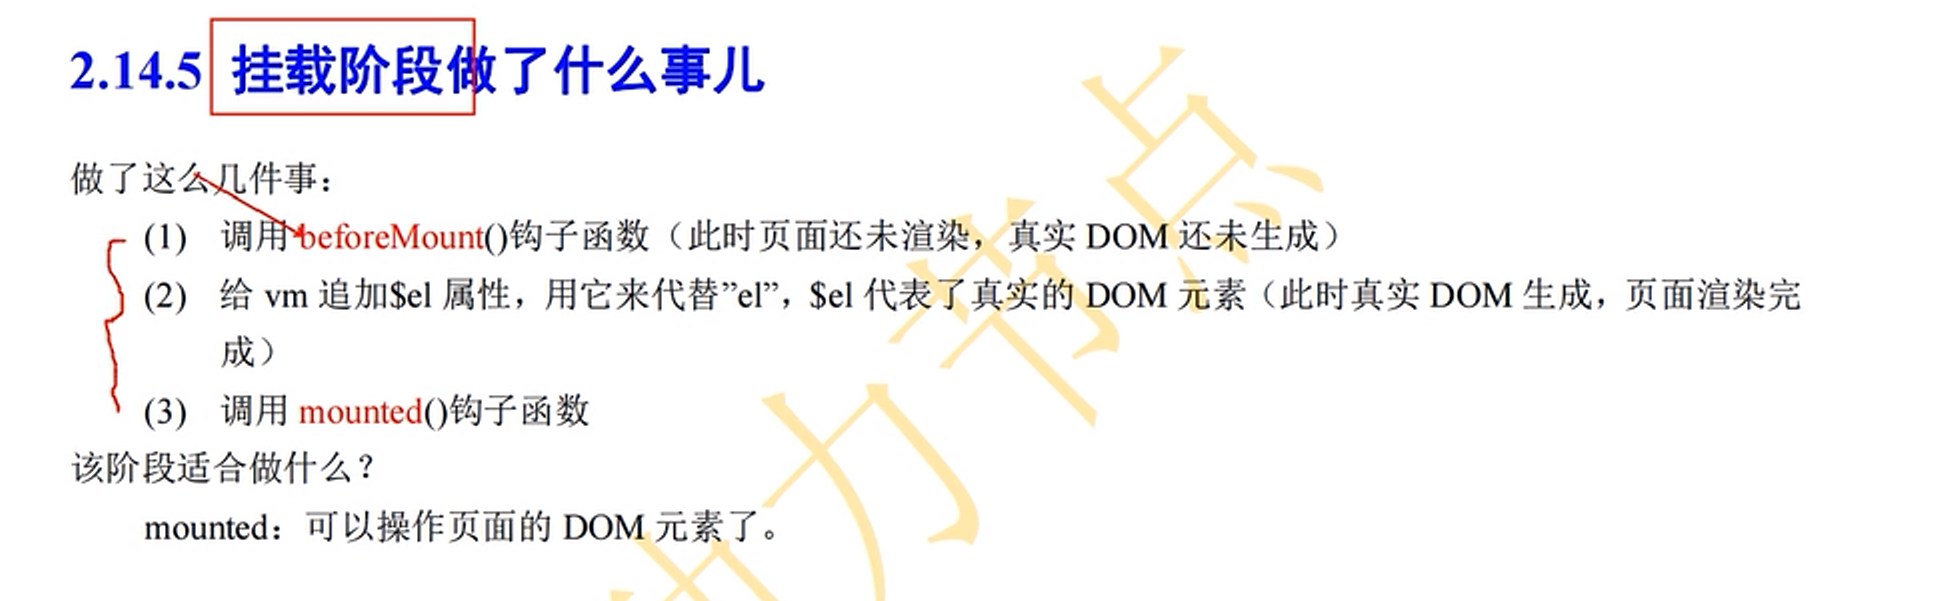 2.14.5 挂载阶段做了什么事儿
做了这么几件事：
(1) 调用 beforeMount()钩子函数（此时页面还未渲染，真实 DOM 还未生成）
(2) 给 vm 追加$el 属性，用它来代替”el”，$el 代表了真实的 DOM 元素（此时真实 DOM 生成，页面渲染完
成）
(3) 调用 mounted()钩子函数
该阶段适合做什么？
mounted：可以操作页面的 DOM 元素了。
力节点